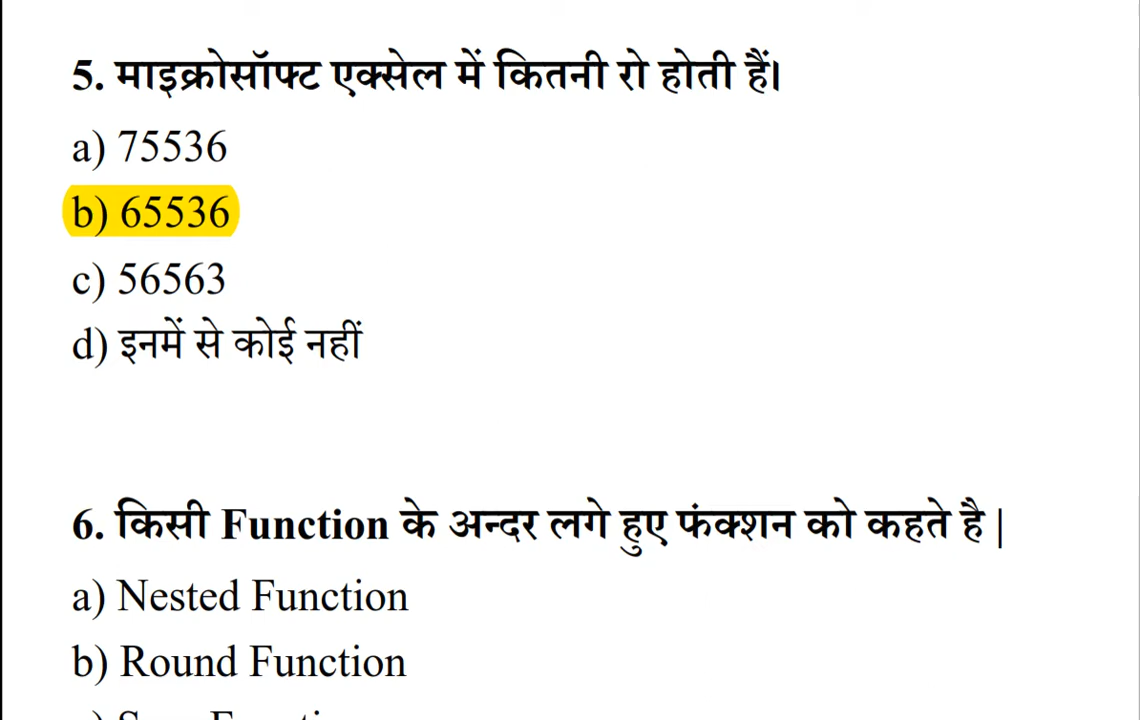 5. माइक्रोसॉफ्ट एक्सेल में कितनी रो होती हैं।
a) 75536
b) 65536
c) 56563
d) इनमें से कोई नहीं
6. किसी Function के अन्दर लगे हुए फंक्शन को कहते है |
a) Nested Function
b) Round Function